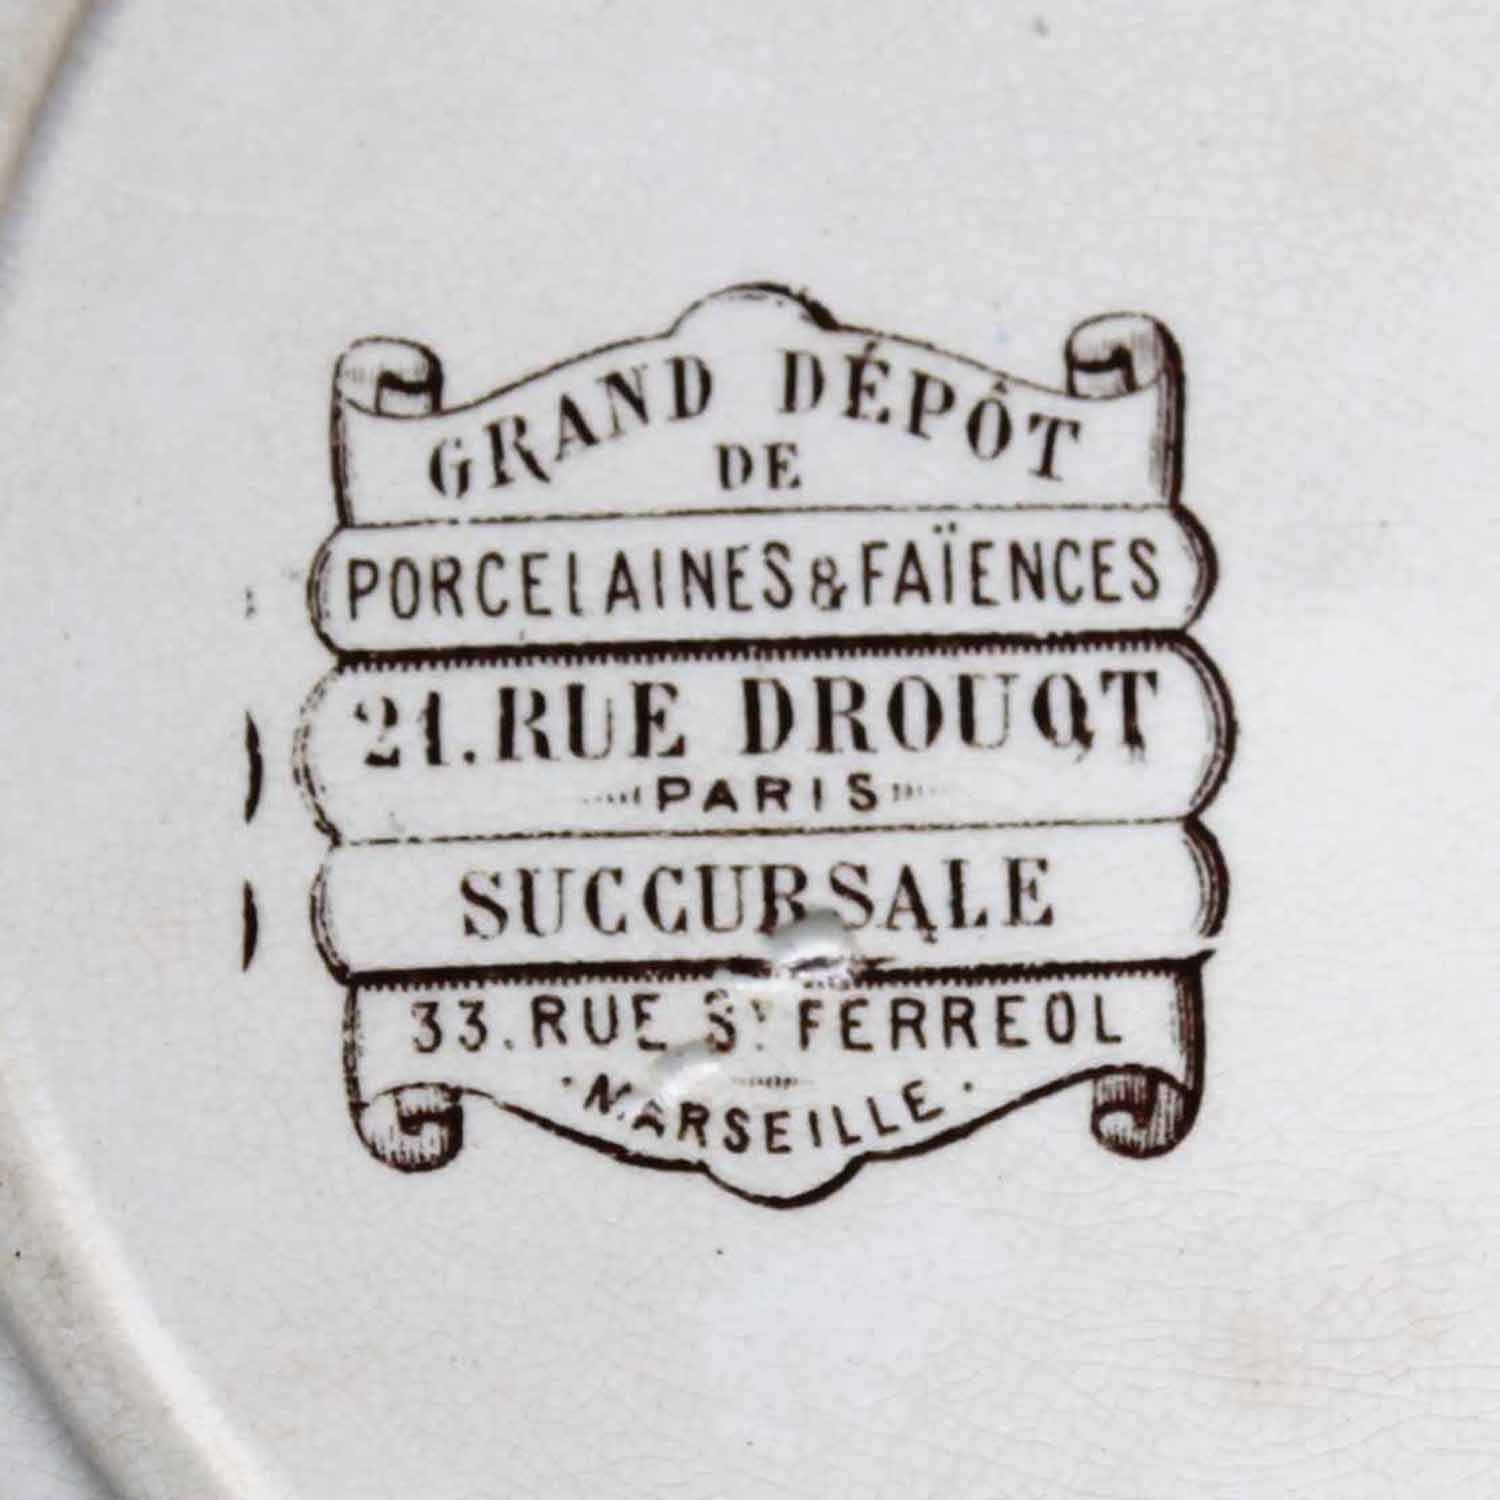 GRAND DÉPÔT
DE
PORCELAINES & FAÏENCES
21. RUE DROUOT
PARIS
SUCCURSALE
33. RUE St FERREOL
· MARSEILLE ·